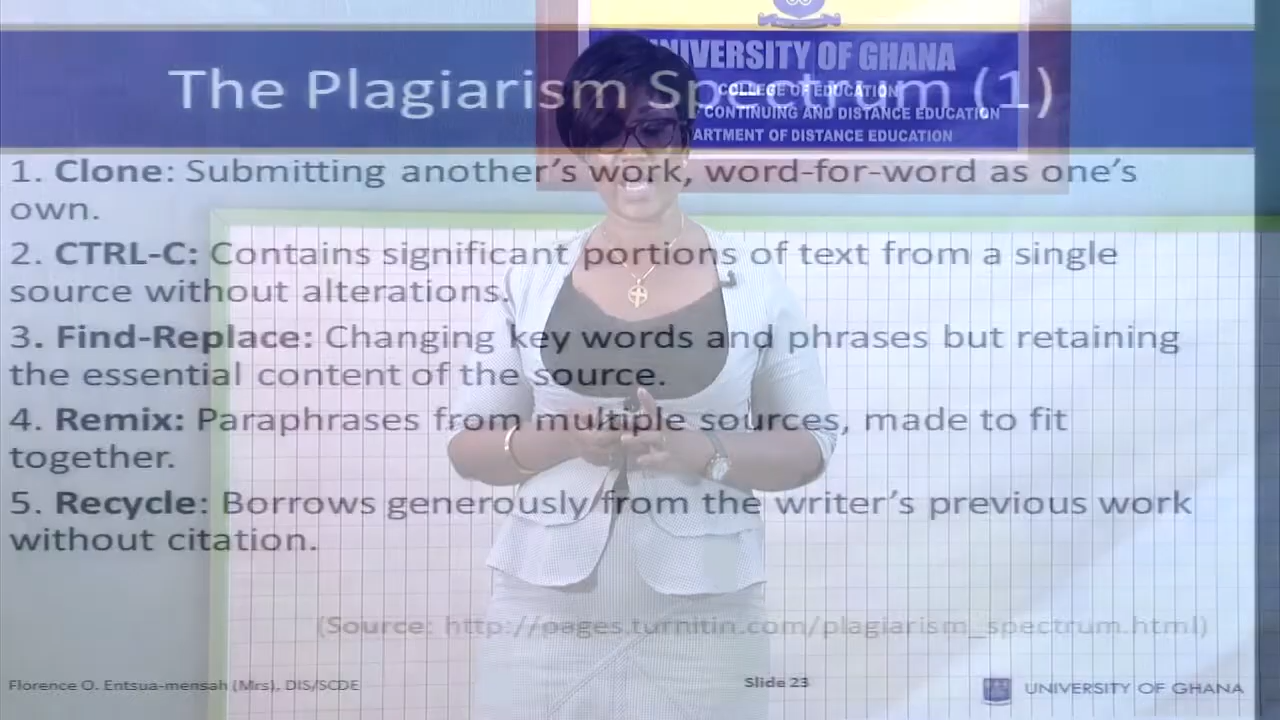 UNIVERSITY OF GHANA
COLLEGE OF EDUCATION
CONTINUING AND DISTANCE EDUCATION
ARTMENT OF DISTANCE EDUCATION
The Plagiarism Spectrum (1)
1. Clone: Submitting another’s work, word-for-word as one’s
own.
2. CTRL-C: Contains significant portions of text from a single
source without alterations.
3. Find-Replace: Changing key words and phrases but retaining
the essential content of the source.
4. Remix: Paraphrases from multiple sources, made to fit
together.
5. Recycle: Borrows generously from the writer’s previous work
without citation.
(Source: http://pages.turnitin.com/plagiarism_spectrum.html)
Florence O. Entsua-mensah (Mrs), DIS/SCDE
Slide 23
UNIVERSITY OF GHANA